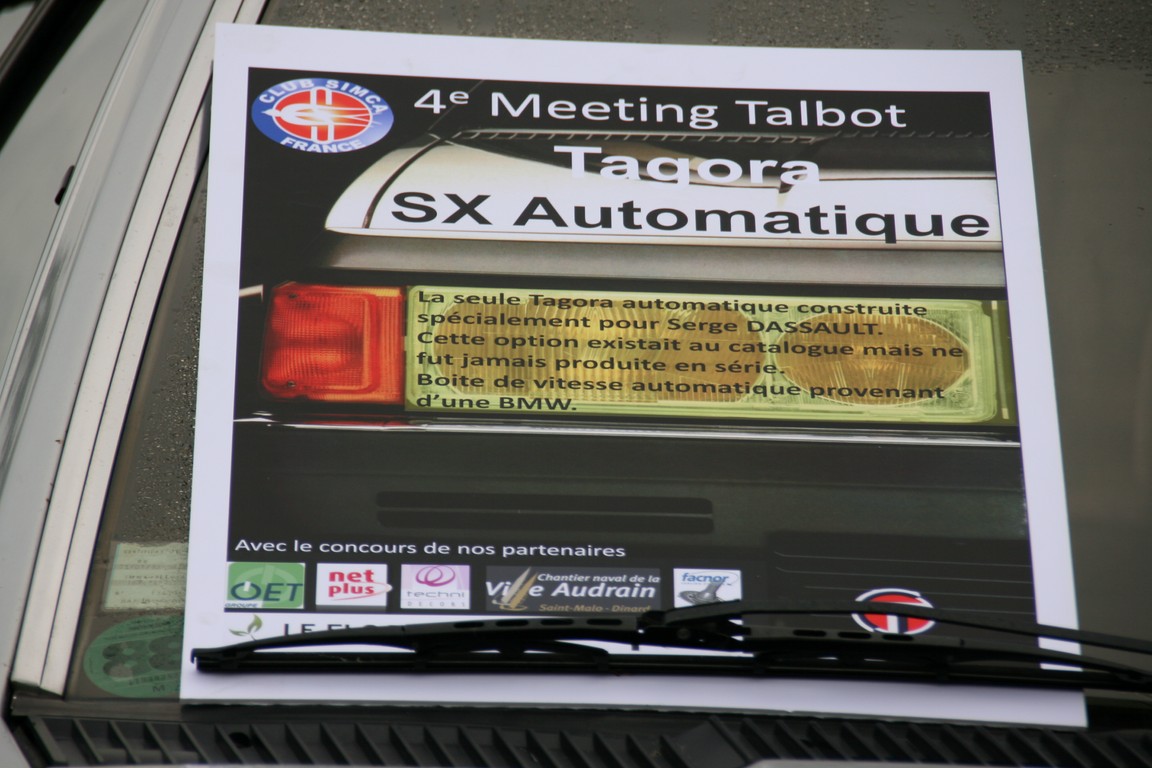 CLUB SIMCA
FRANCE
4e Meeting Talbot
Tagora
SX Automatique
La seule Tagora automatique construite
spécialement pour Serge DASSAULT.
Cette option existait au catalogue mais ne
fut jamais produite en série.
Boite de vitesse automatique provenant
d'une BMW.
Avec le concours de nos partenaires
GROUPE OET
net
plus
techni
Chantier naval de la
Ville Audrain
Saint-Malo - Dinard
facnor